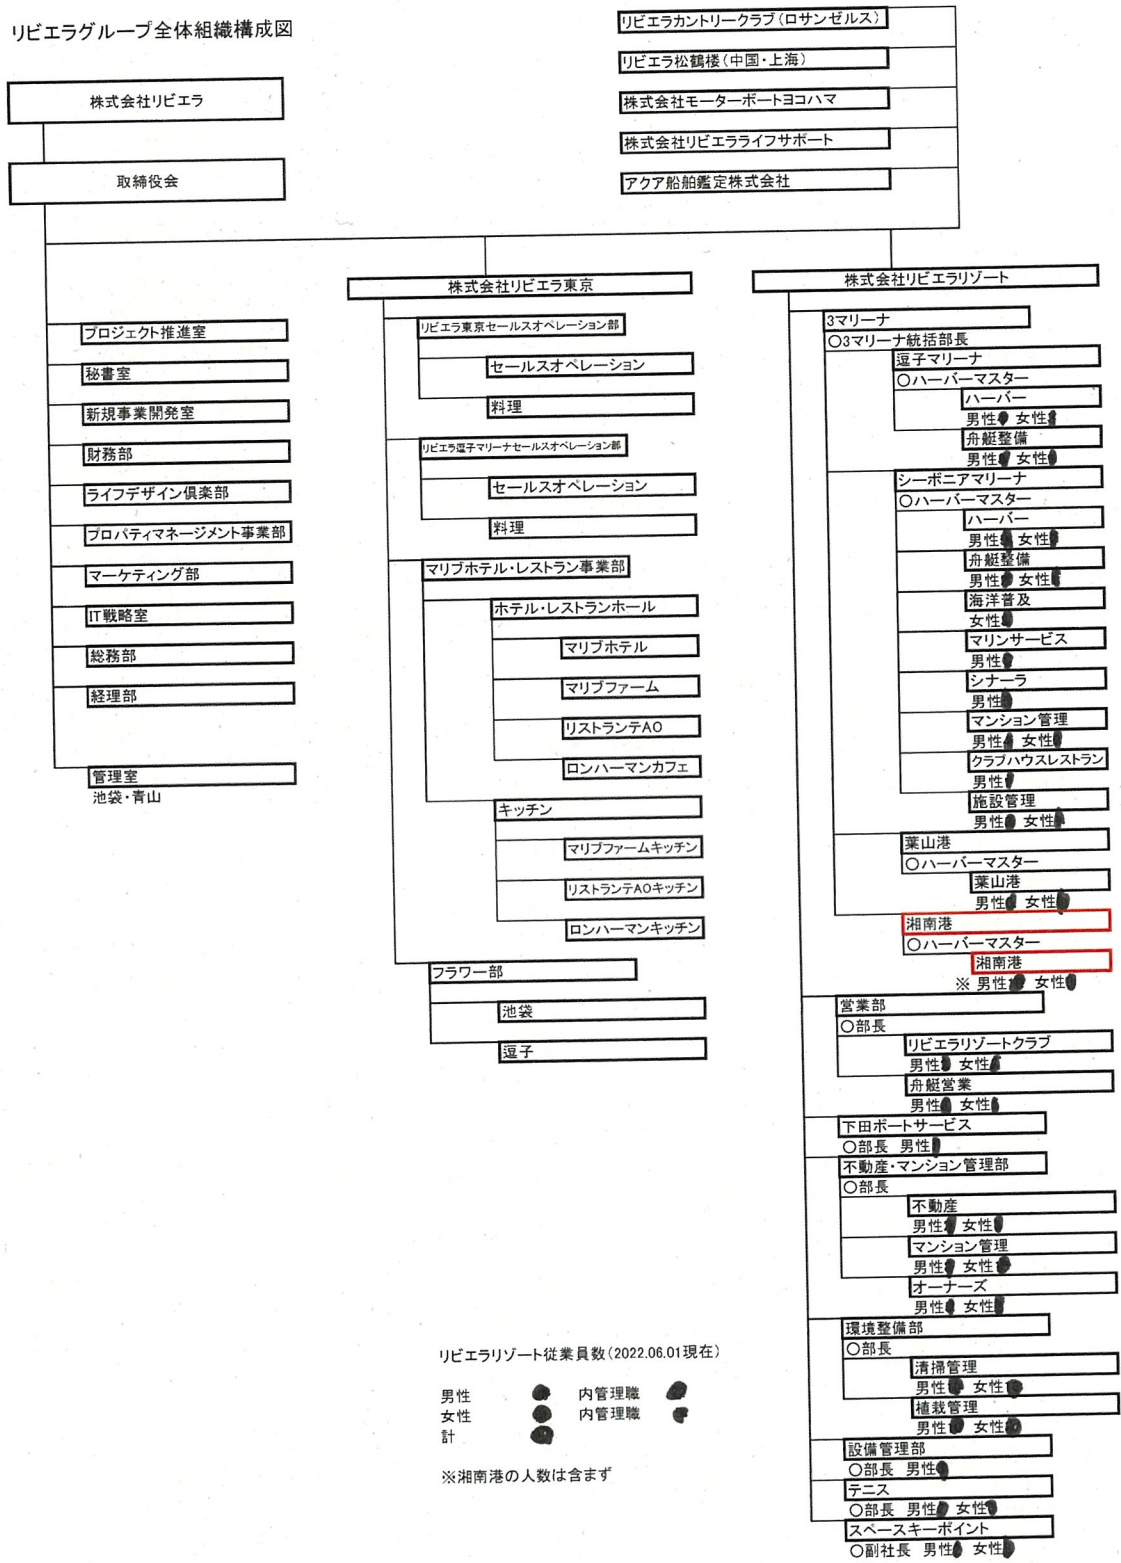 リビエラグループ全体組織構成図
株式会社リビエラ
取締役会
リビエラカントリークラブ(ロサンゼルス)
リビエラ松鶴楼(中国・上海)
株式会社モーターボートヨコハマ
株式会社リビエラライフサポート
アクア船舶鑑定株式会社
プロジェクト推進室
秘書室
新規事業開発室
財務部
ライフデザイン倶楽部
プロパティマネージメント事業部
マーケティング部
IT戦略室
総務部
経理部
管理室
池袋・青山
株式会社リビエラ東京
リビエラ東京セールスオペレーション部
セールスオペレーション
料理
リビエラ逗子マリーナセールスオペレーション部
セールスオペレーション
料理
マリブホテル・レストラン事業部
ホテル・レストランホール
マリブホテル
マリブファーム
リストランテAO
ロンハーマンカフェ
キッチン
マリブファームキッチン
リストランテAOキッチン
ロンハーマンキッチン
フラワー部
池袋
逗子
株式会社リビエラリゾート
3マリーナ
〇3マリーナ統括部長
逗子マリーナ
〇ハーバーマスター
ハーバー
男性 女性
舟艇整備
男性 女性
シーボニアマリーナ
〇ハーバーマスター
ハーバー
男性 女性
舟艇整備
男性 女性
海洋普及
女性
マリンサービス
男性
シナーラ
男性
マンション管理
男性 女性
クラブハウスレストラン
男性
施設管理
男性 女性
葉山港
〇ハーバーマスター
葉山港
男性 女性
湘南港
〇ハーバーマスター
湘南港
※ 男性 女性
営業部
〇部長
リビエラリゾートクラブ
男性 女性
舟艇営業
男性 女性
下田ボートサービス
〇部長 男性
不動産・マンション管理部
〇部長
不動産
男性 女性
マンション管理
男性 女性
オーナーズ
男性 女性
環境整備部
〇部長
清掃管理
男性 女性
植栽管理
男性 女性
設備管理部
〇部長 男性
テニス
〇部長 男性 女性
スペースキーポイント
〇副社長 男性 女性
リビエラリゾート従業員数(2022.06.01現在)
男性 内管理職
女性 内管理職
計
※湘南港の人数は含まず